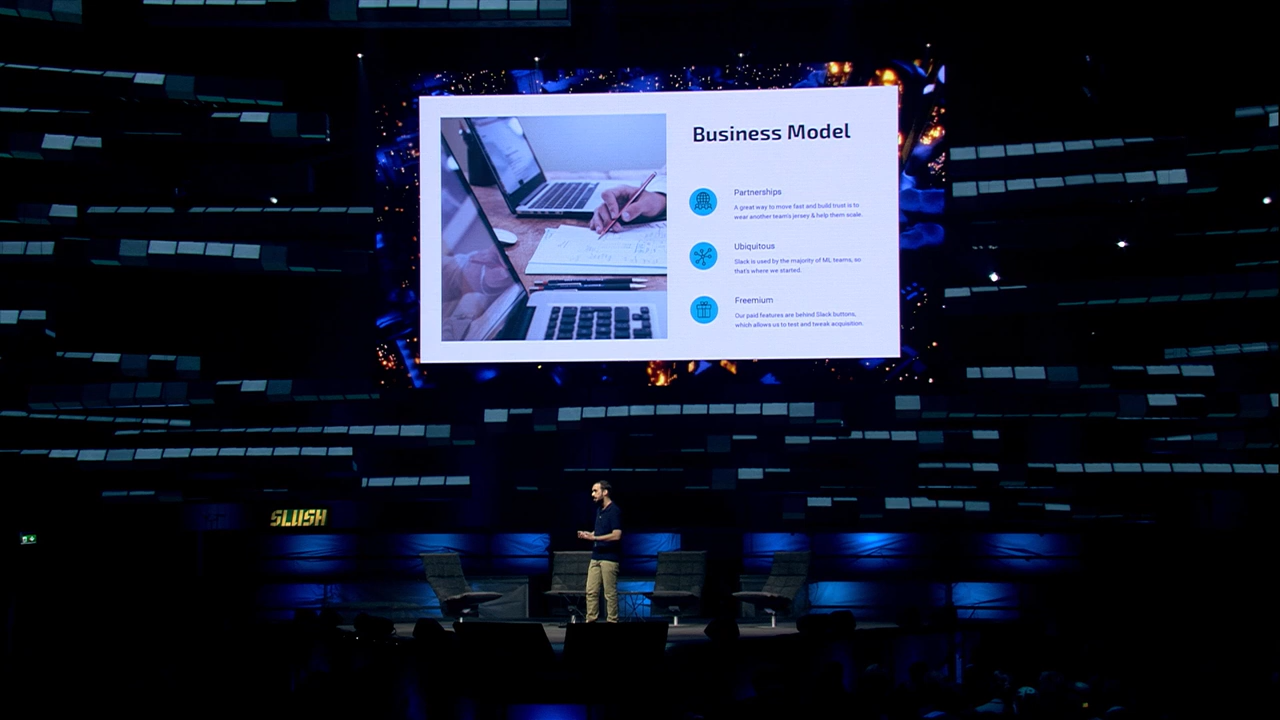 Business Model
Partnerships
A great way to move fast and build trust is to
wear another team's jersey & help them scale.
Ubiquitous
Slack is used by the majority of ML teams, so
that's where we started.
Freemium
Our paid features are behind Slack buttons,
which allows us to test and tweak acquisition.
SLUSH